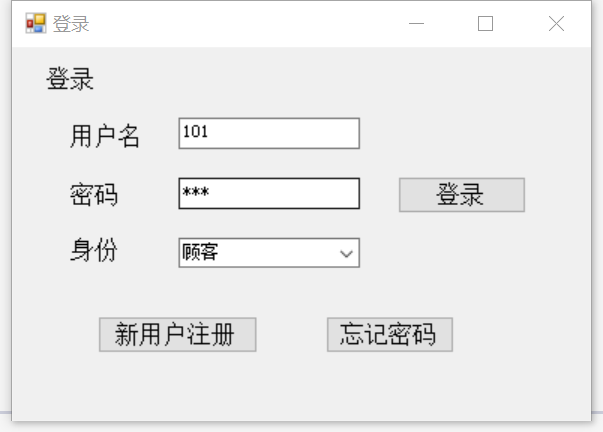 登录
登录
用户名 101
密码 *** 登录
身份 顾客
新用户注册 忘记密码